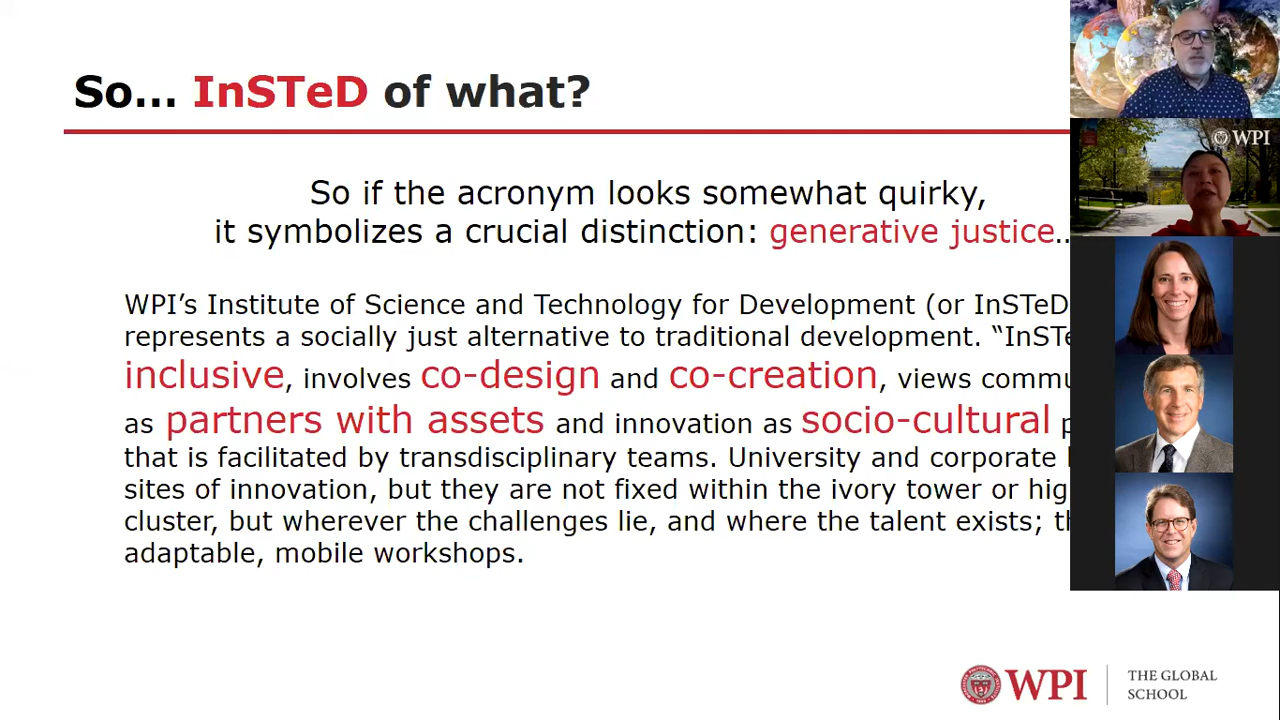 So... InSTeD of what?
So if the acronym looks somewhat quirky,
it symbolizes a crucial distinction: generative justice..
WPI’s Institute of Science and Technology for Development (or InSTeD
represents a socially just alternative to traditional development. “InSTe
inclusive, involves co-design and co-creation, views
as partners with assets and innovation as socio-cultural
that is facilitated by transdisciplinary teams. University and corporate
sites of innovation, but they are not fixed within the ivory tower or
cluster, but wherever the challenges lie, and where the talent exists;
adaptable, mobile workshops.
WPI
WPI
THE GLOBAL
SCHOOL